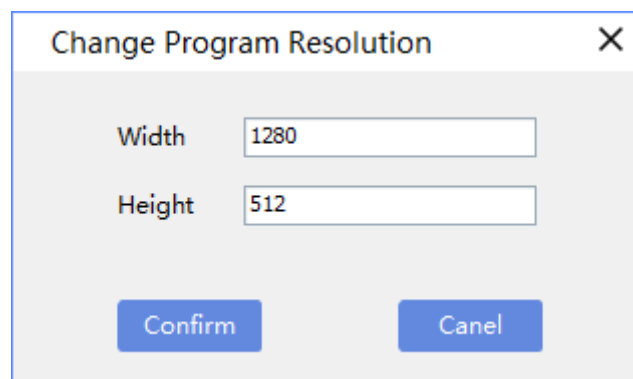 Change Program Resolution
Width 1280
Height 512
Confirm Canel